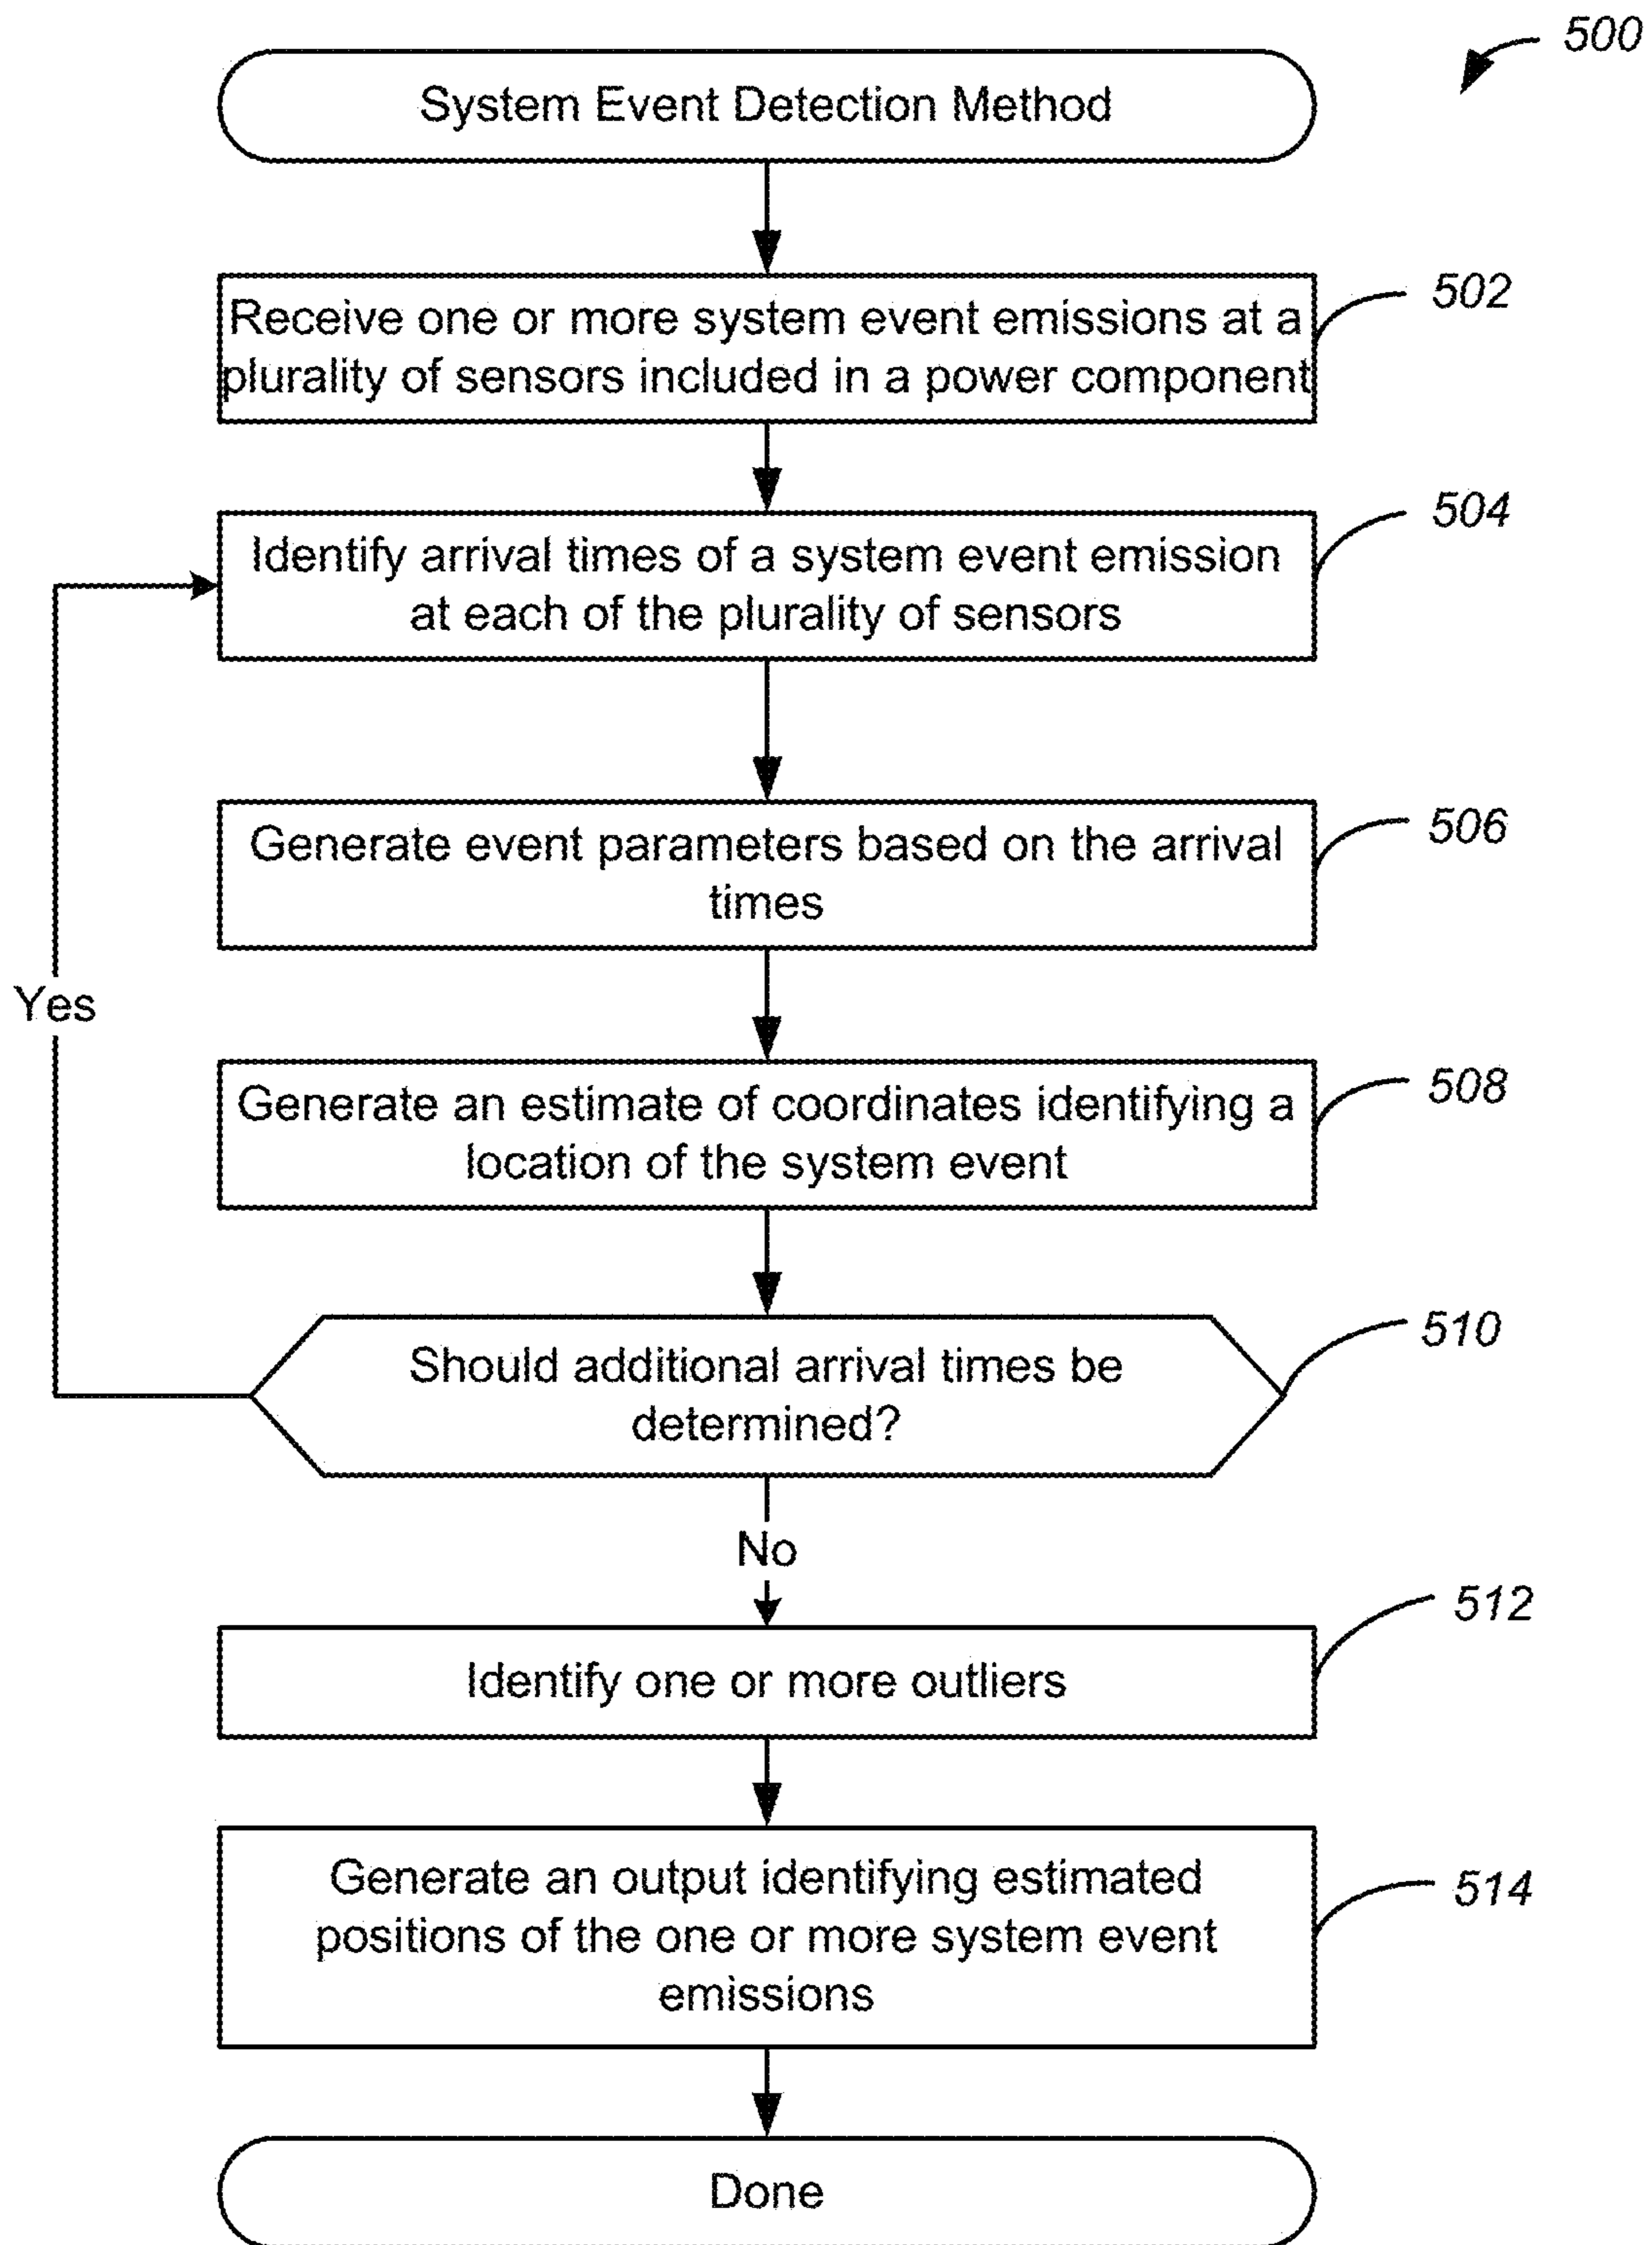 500
System Event Detection Method
502
Receive one or more system event emissions at a
plurality of sensors included in a power component
504
Identify arrival times of a system event emission
at each of the plurality of sensors
506
Generate event parameters based on the arrival
times
Yes
508
Generate an estimate of coordinates identifying a
location of the system event
510
Should additional arrival times be
determined?
No
512
Identify one or more outliers
514
Generate an output identifying estimated
positions of the one or more system event
emissions
Done